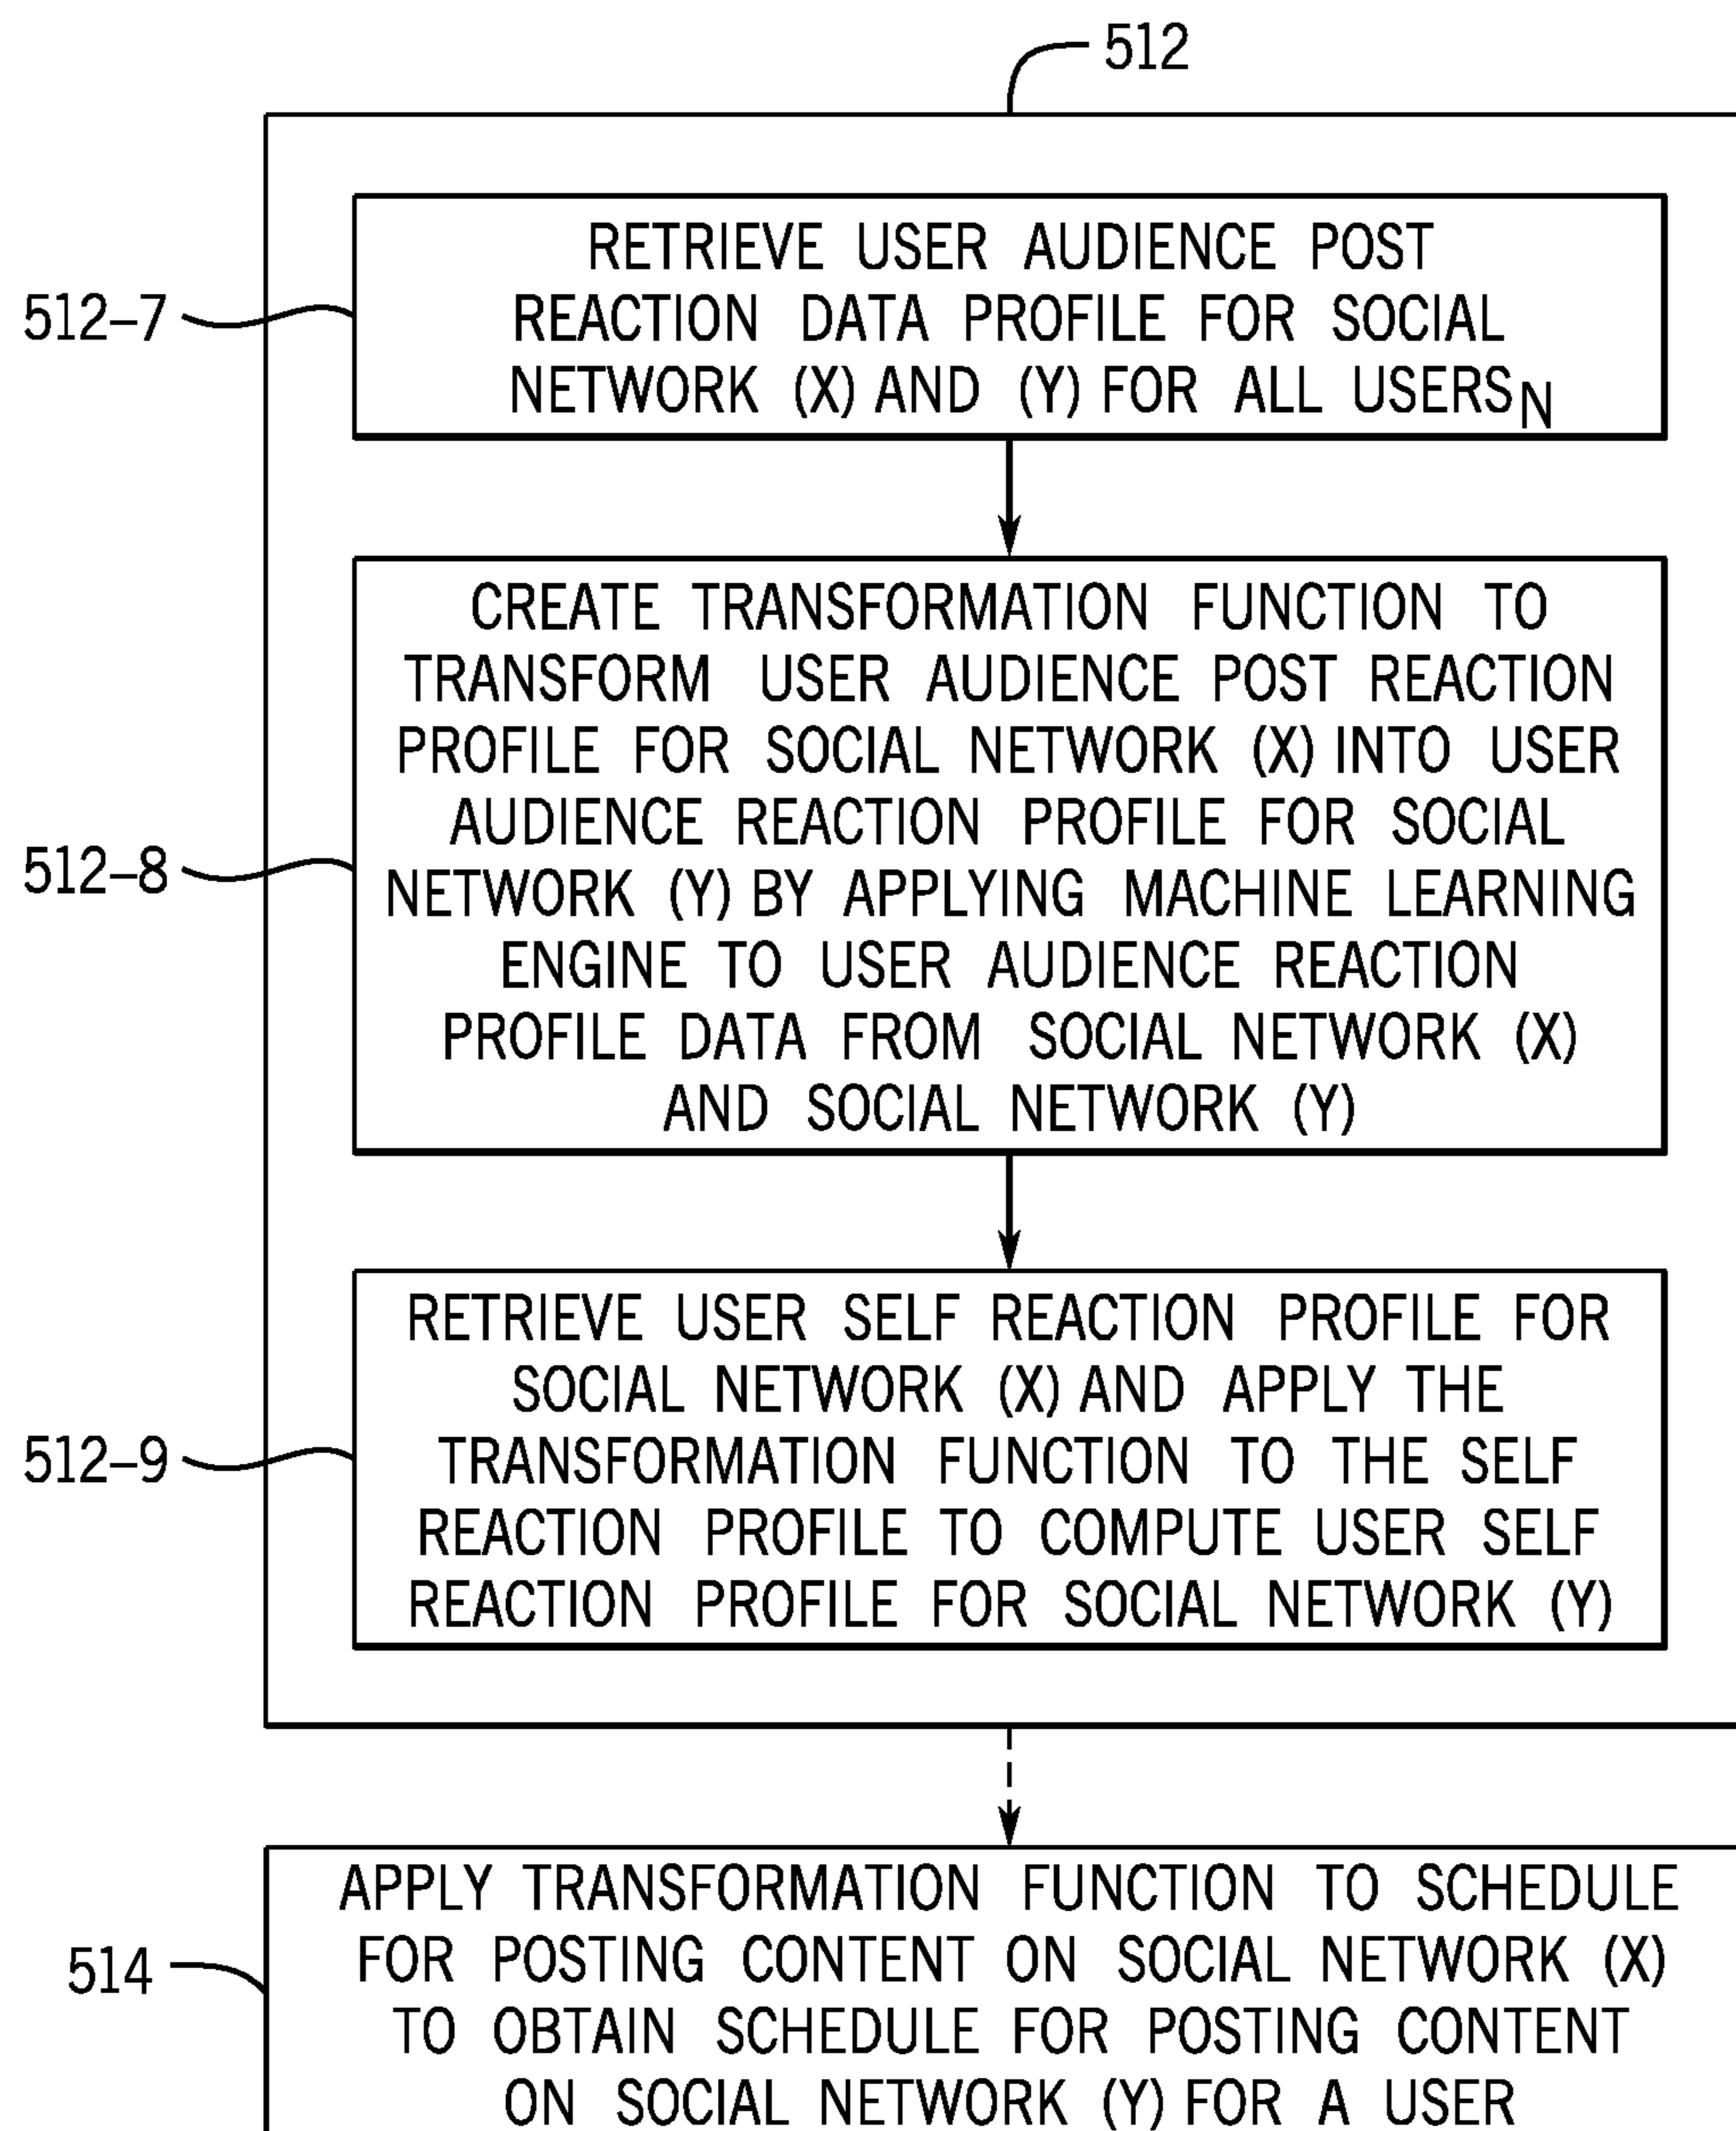 512
RETRIEVE USER AUDIENCE POST
REACTION DATA PROFILE FOR SOCIAL
NETWORK (X) AND (Y) FOR ALL USERS N
512-7
CREATE TRANSFORMATION FUNCTION TO
TRANSFORM USER AUDIENCE POST REACTION
PROFILE FOR SOCIAL NETWORK (X) INTO USER
AUDIENCE REACTION PROFILE FOR SOCIAL
NETWORK (Y) BY APPLYING MACHINE LEARNING
ENGINE TO USER AUDIENCE REACTION
PROFILE DATA FROM SOCIAL NETWORK (X)
AND SOCIAL NETWORK (Y)
512-8
RETRIEVE USER SELF REACTION PROFILE FOR
SOCIAL NETWORK (X) AND APPLY THE
TRANSFORMATION FUNCTION TO THE SELF
REACTION PROFILE TO COMPUTE USER SELF
REACTION PROFILE FOR SOCIAL NETWORK (Y)
512-9
APPLY TRANSFORMATION FUNCTION TO SCHEDULE
FOR POSTING CONTENT ON SOCIAL NETWORK (X)
TO OBTAIN SCHEDULE FOR POSTING CONTENT
ON SOCIAL NETWORK (Y) FOR A USER
514